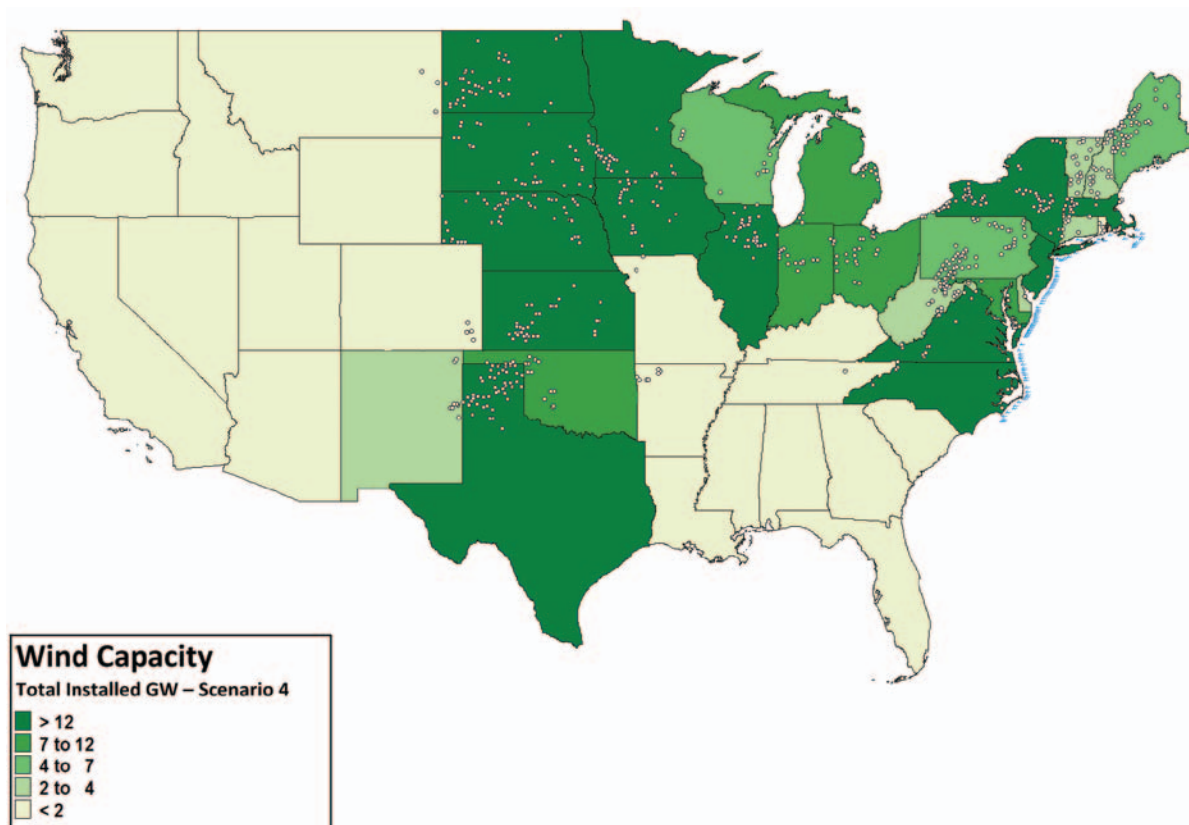 Wind Capacity
Total Installed GW – Scenario 4
> 12
7 to 12
4 to 7
2 to 4
< 2